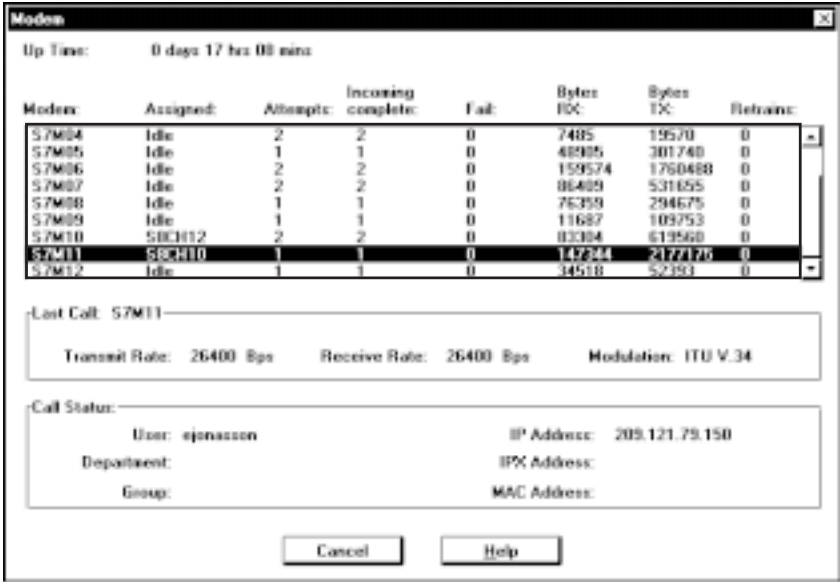 Modem
Up Time: 0 days 17 hrs 08 mins
Modem: Assigned: Attempts: Incoming complete: Fail: Bytes RX: Bytes TX: Retrains:
S7M04 Idle 2 2 0 7485 19570 0
S7M05 Idle 1 1 0 48905 301740 0
S7M06 Idle 2 2 0 159574 1760488 0
S7M07 Idle 2 2 0 86409 531655 0
S7M08 Idle 1 1 0 76359 294675 0
S7M09 Idle 1 1 0 11687 109753 0
S7M10 S8CH12 2 2 0 83304 619560 0
S7M11 S8CH10 1 1 0 147344 2177176 0
S7M12 Idle 1 1 0 34518 52393 0
Last Call: S7M11
Transmit Rate: 26400 Bps Receive Rate: 26400 Bps Modulation: ITU V.34
Call Status:
User: ejonasson IP Address: 209.121.79.150
Department: IPX Address:
Group: MAC Address:
Cancel Help